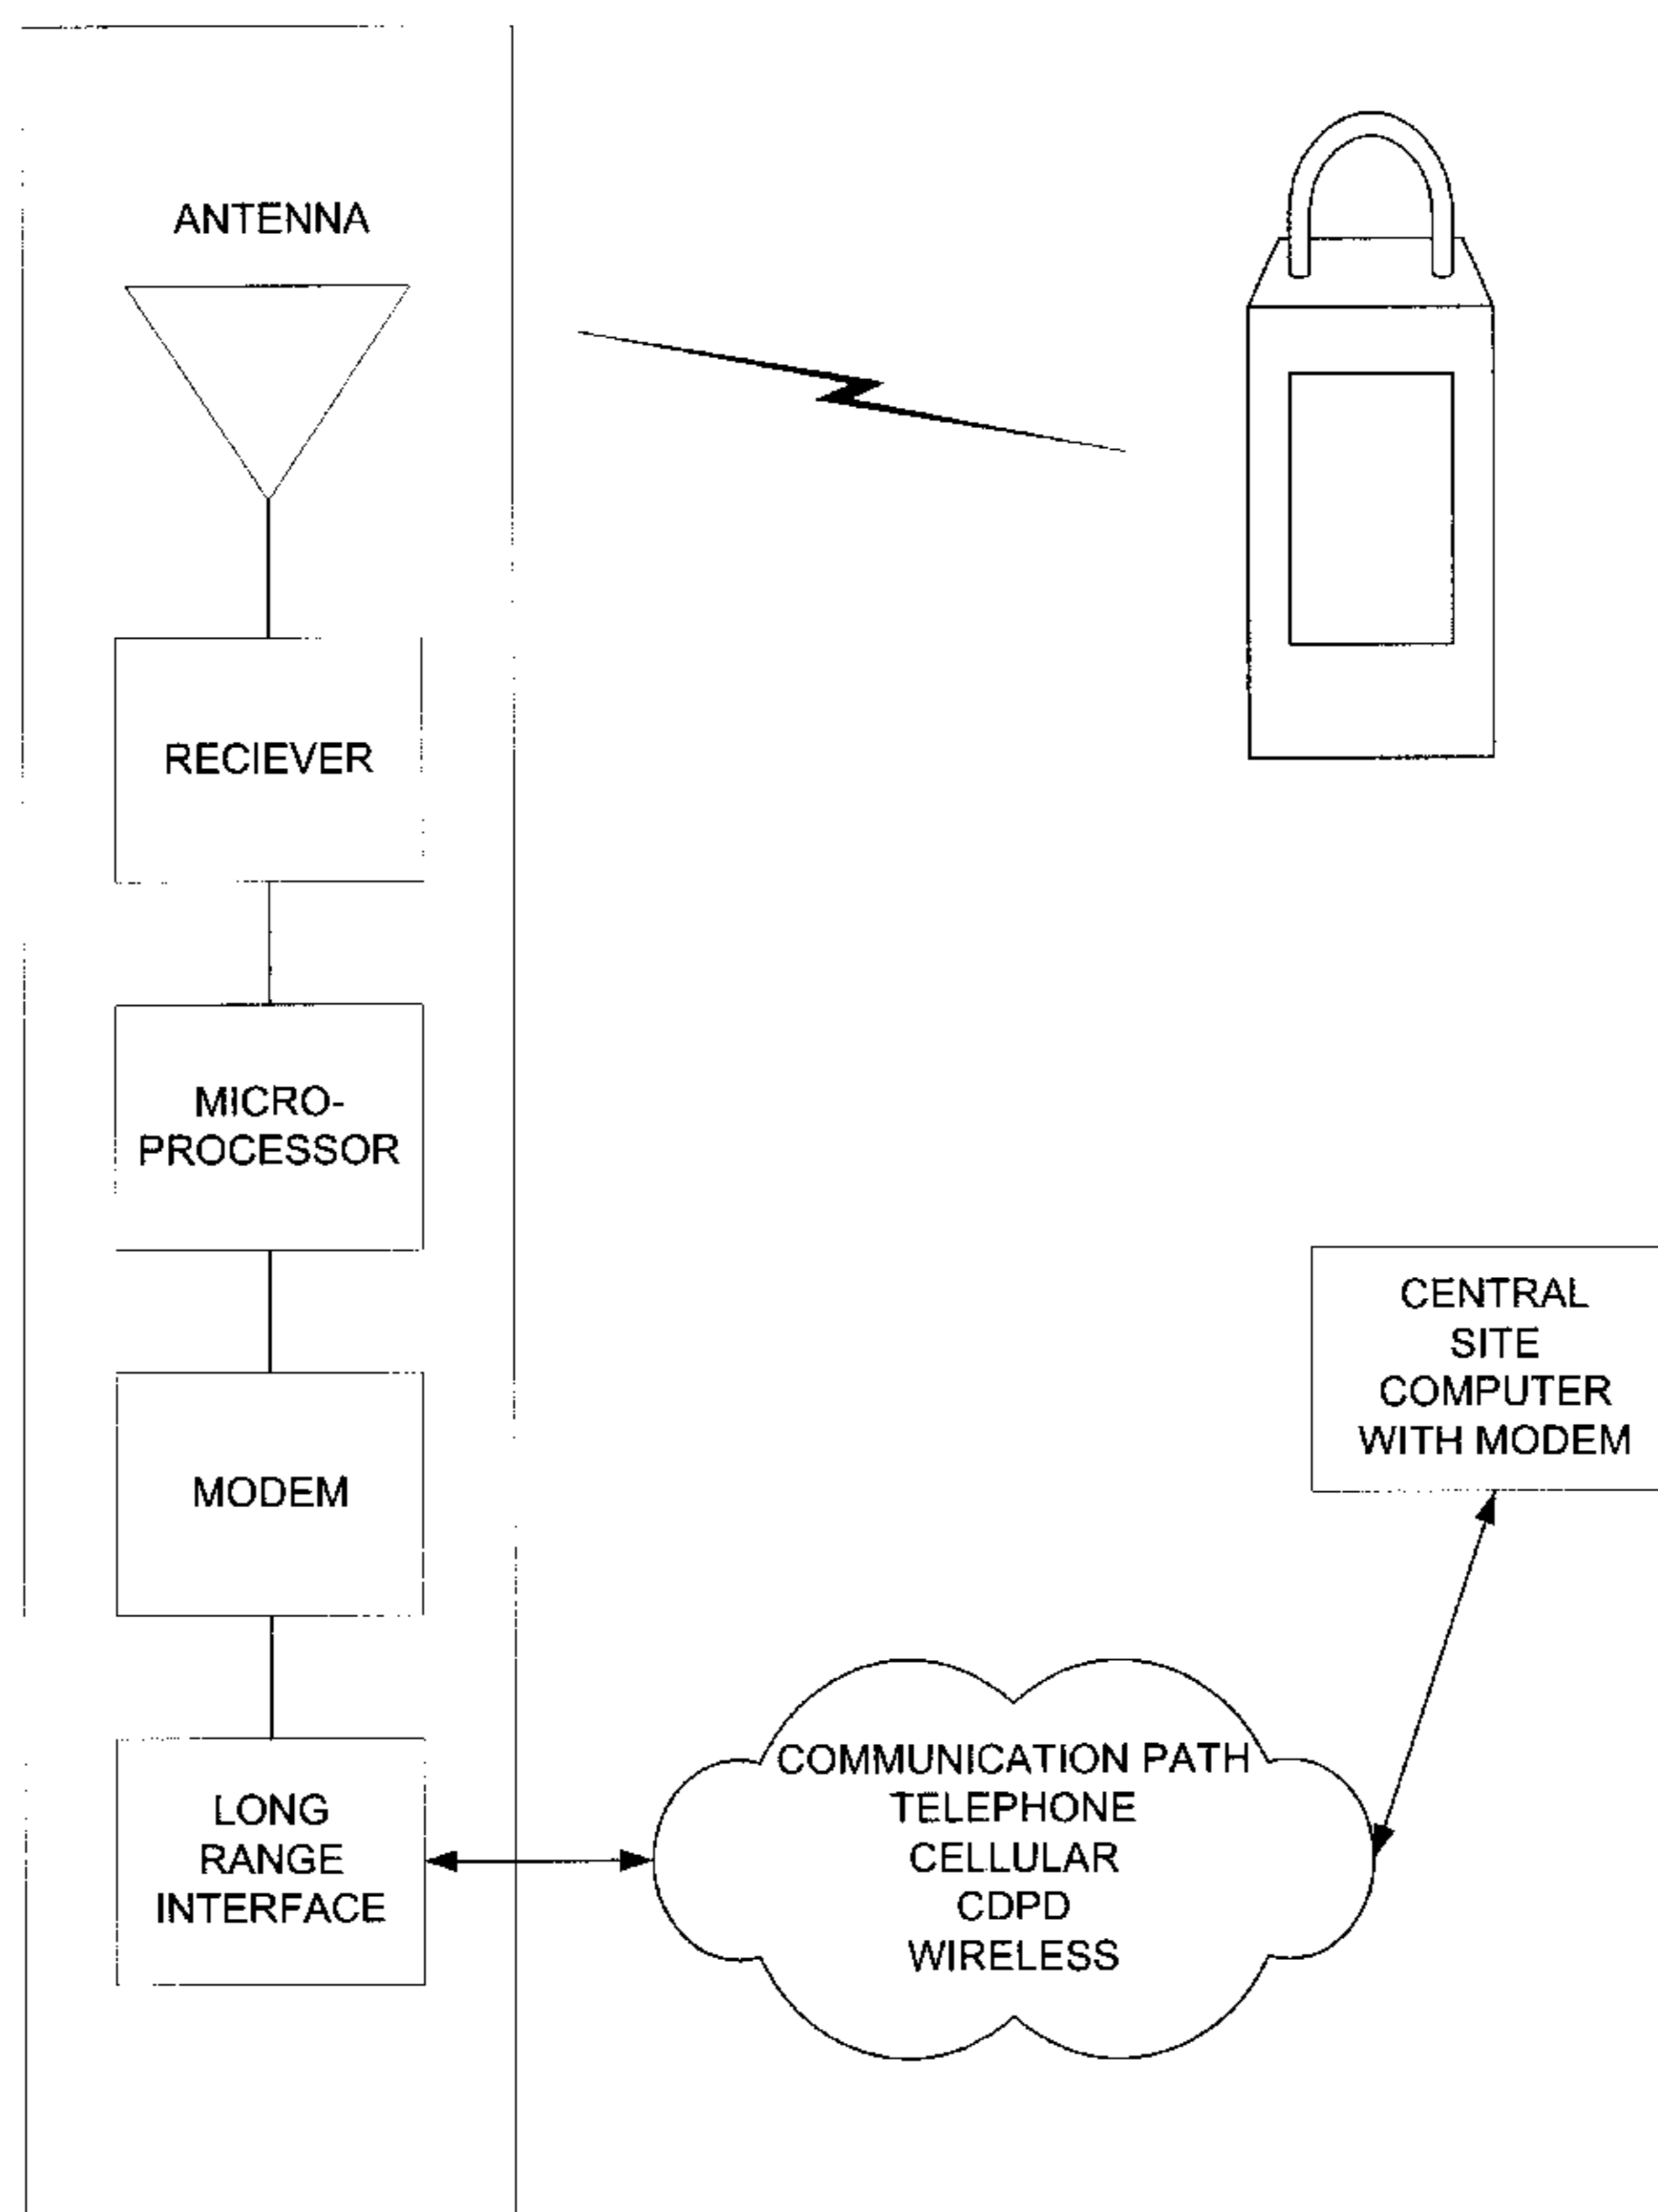 ANTENNA
RECIEVER
MICRO-
PROCESSOR
MODEM
LONG
RANGE
INTERFACE
CENTRAL
SITE
COMPUTER
WITH MODEM
COMMUNICATION PATH
TELEPHONE
CELLULAR
CDPD
WIRELESS